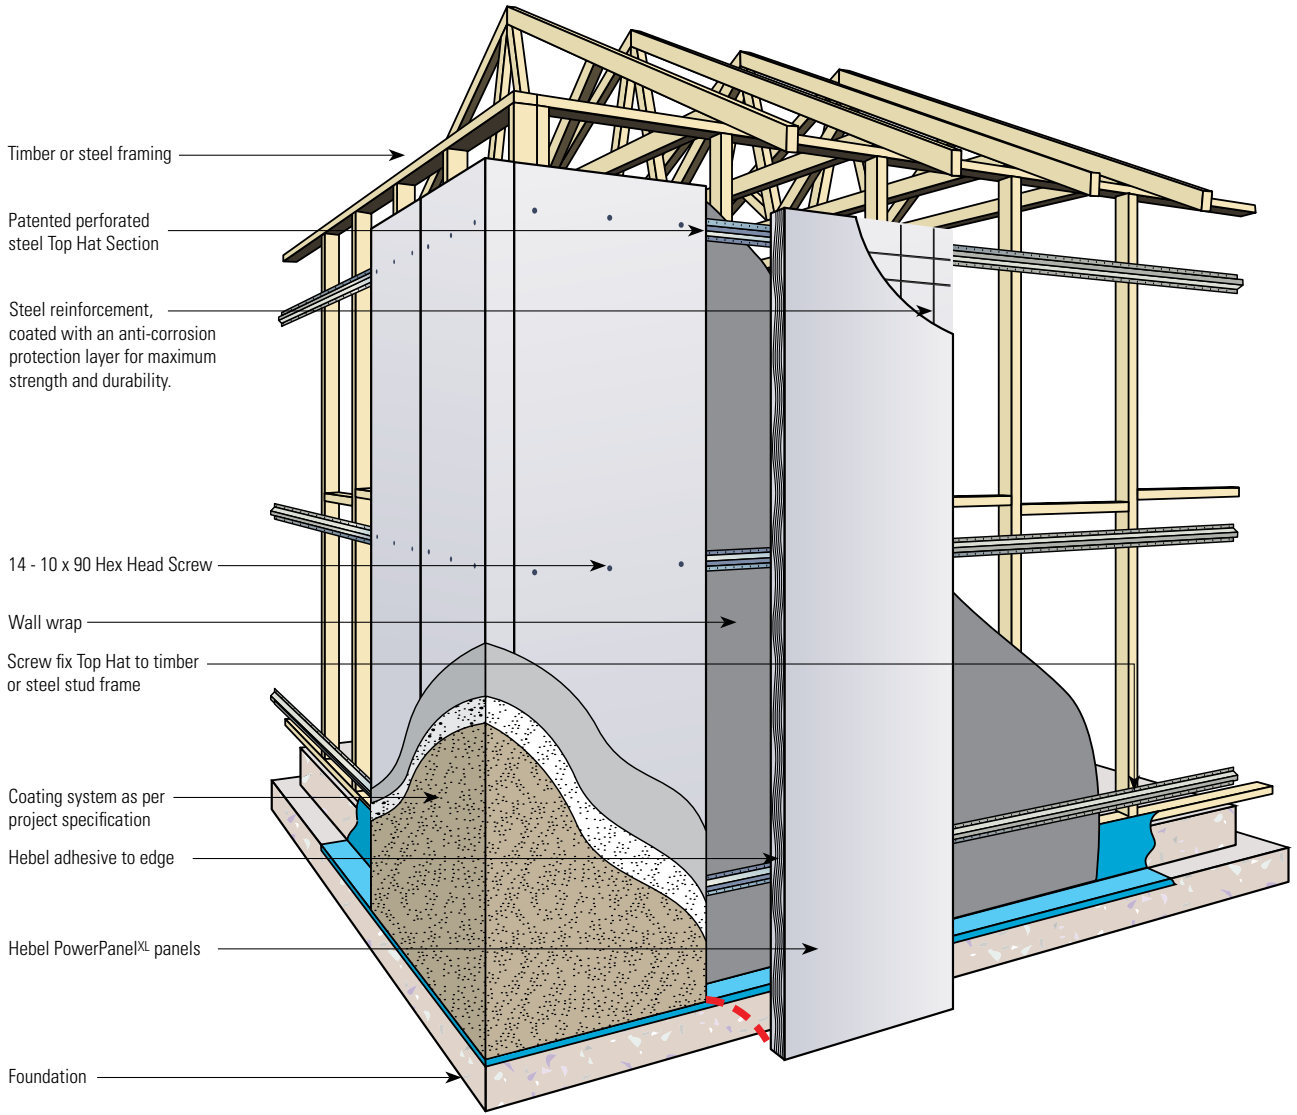 Timber or steel framing
Patented perforated
steel Top Hat Section
Steel reinforcement,
coated with an anti-corrosion
protection layer for maximum
strength and durability.
14 - 10 x 90 Hex Head Screw
Wall wrap
Screw fix Top Hat to timber
or steel stud frame
Coating system as per
project specification
Hebel adhesive to edge
Hebel PowerPanelXL panels
Foundation